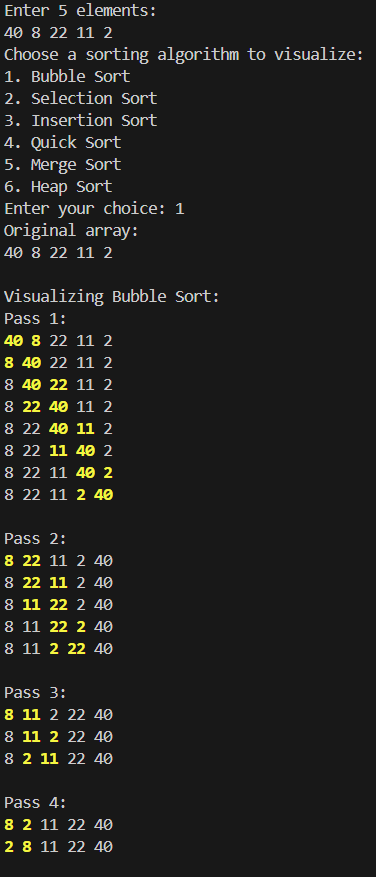 Enter 5 elements:
40 8 22 11 2
Choose a sorting algorithm to visualize:
1. Bubble Sort
2. Selection Sort
3. Insertion Sort
4. Quick Sort
5. Merge Sort
6. Heap Sort
Enter your choice: 1
Original array:
40 8 22 11 2

Visualizing Bubble Sort:
Pass 1:
40 8 22 11 2
8 40 22 11 2
8 40 22 11 2
8 22 40 11 2
8 22 40 11 2
8 22 11 40 2
8 22 11 40 2
8 22 11 2 40

Pass 2:
8 22 11 2 40
8 22 11 2 40
8 11 22 2 40
8 11 22 2 40
8 11 2 22 40

Pass 3:
8 11 2 22 40
8 11 2 22 40
8 2 11 22 40

Pass 4:
8 2 11 22 40
2 8 11 22 40